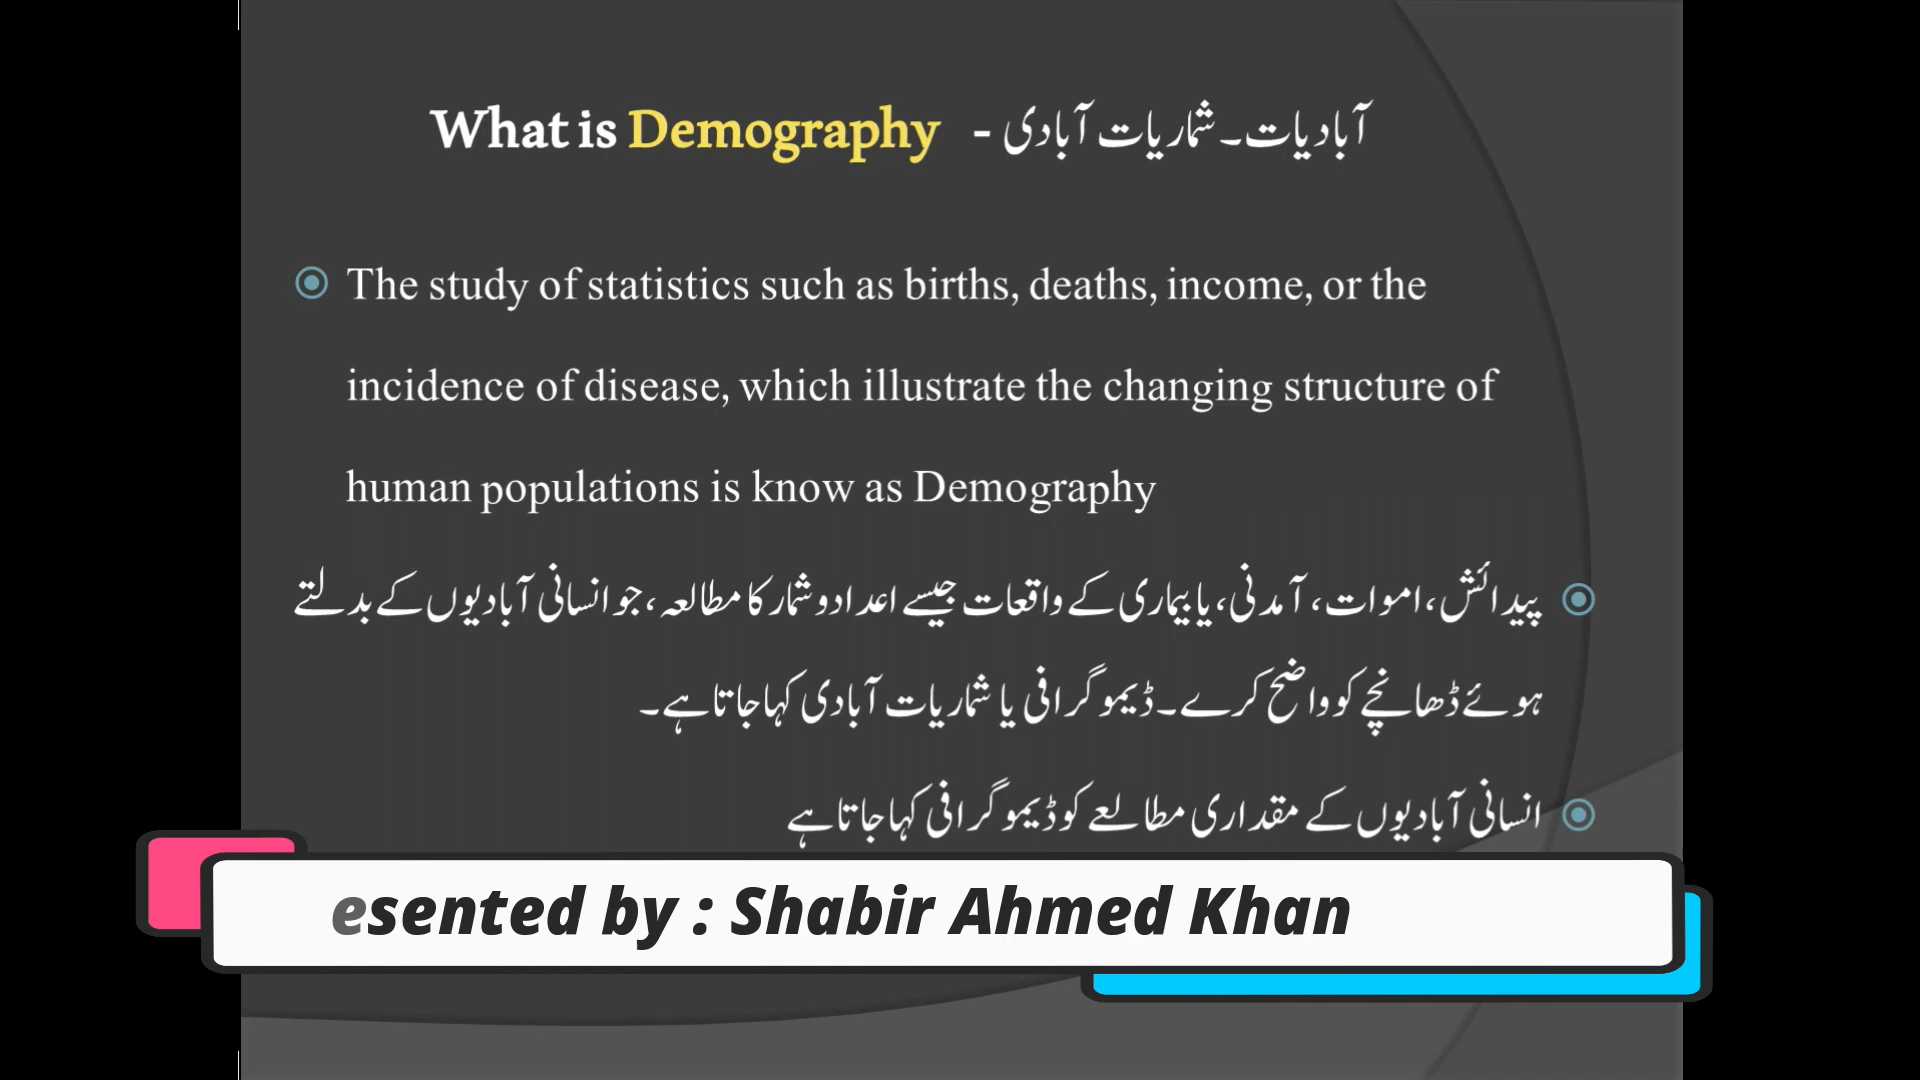 What is Demography - آبادیات۔شماریات آبادی
The study of statistics such as births, deaths, income, or the
incidence of disease, which illustrate the changing structure of
human populations is know as Demography
پیدائش، اموات، آمدنی، یا بیماری کے واقعات جیسے اعداد و شمار کا مطالعہ، جو انسانی آبادیوں کے بدلتے
ہوئے ڈھانچے کو واضح کرے۔ڈیموگرافی یا شماریات آبادی کہا جاتا ہے۔
انسانی آبادیوں کے مقداری مطالعے کو ڈیموگرافی کہا جاتا ہے
esented by : Shabir Ahmed Khan